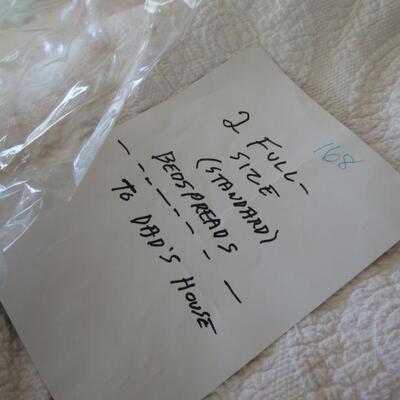 168
2 FULL-
SIZE
(STANDARD)
BEDSPREADS
- - - - - - - -
TO DAD'S HOUSE